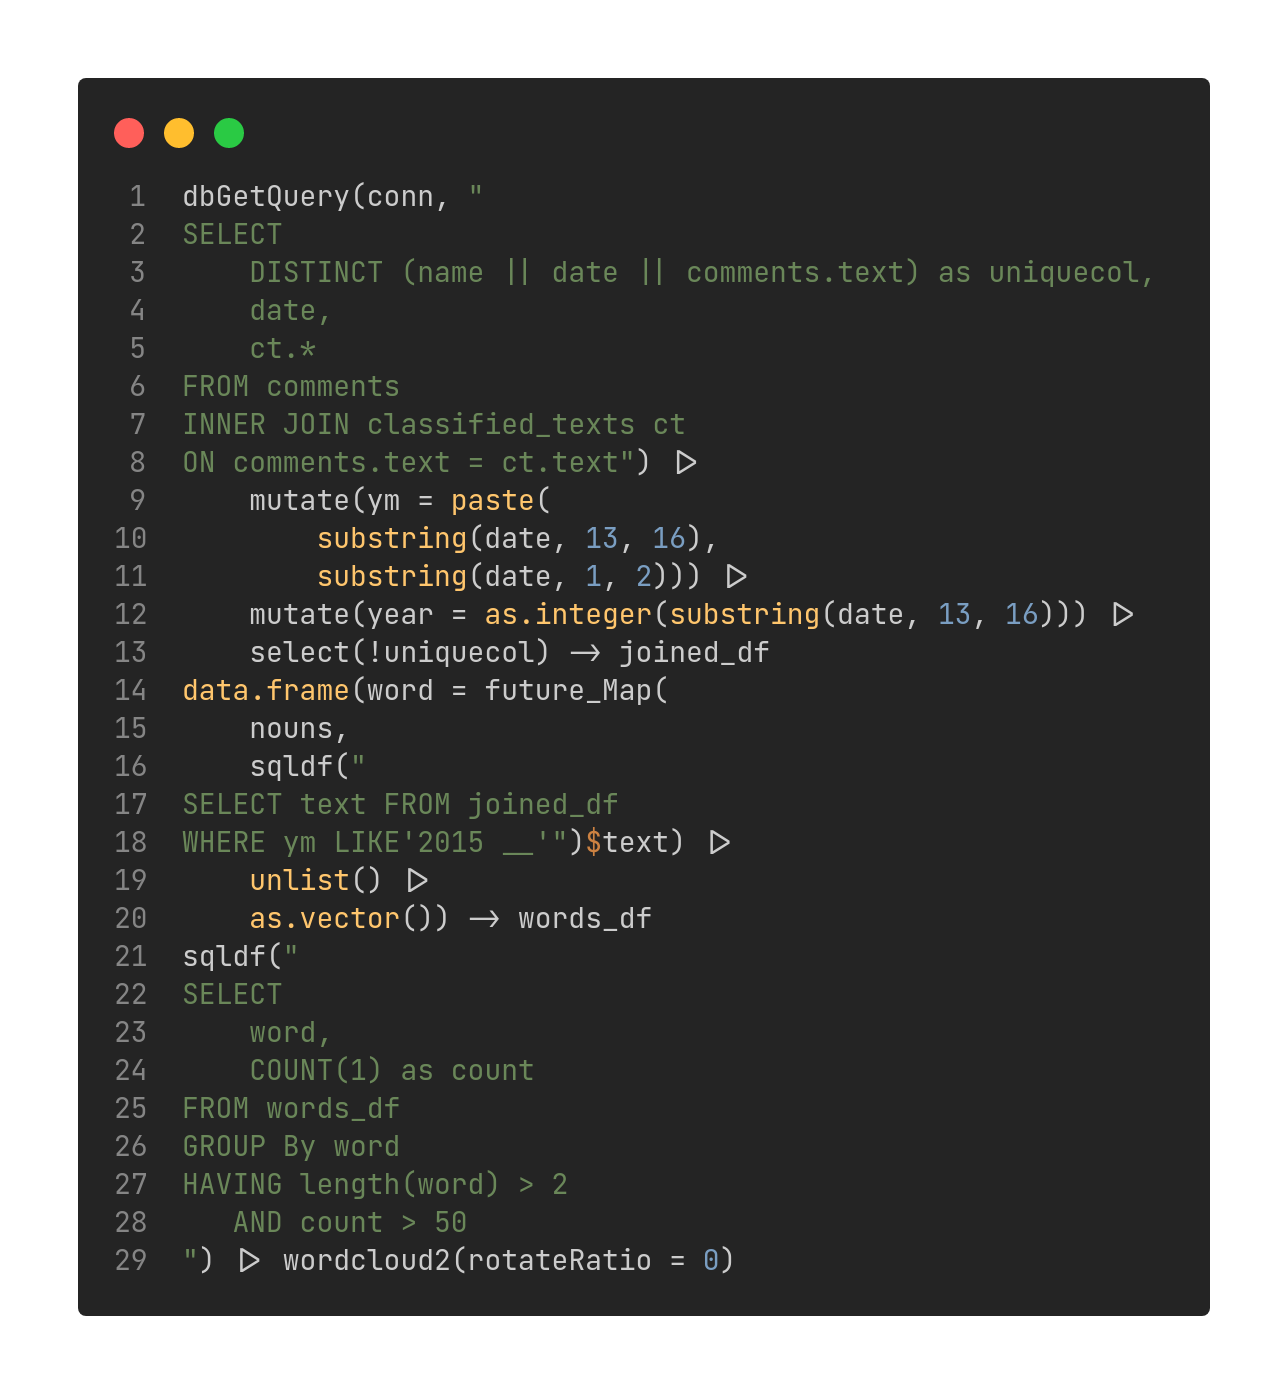 1 dbGetQuery(conn, "
2 SELECT
3     DISTINCT (name || date || comments.text) as uniquecol,
4     date,
5     ct.*
6 FROM comments
7 INNER JOIN classified_texts ct
8 ON comments.text = ct.text") |>
9     mutate(ym = paste(
10         substring(date, 13, 16),
11         substring(date, 1, 2))) |>
12     mutate(year = as.integer(substring(date, 13, 16))) |>
13     select(!uniquecol) -> joined_df
14 data.frame(word = future_Map(
15     nouns,
16     sqldf("
17 SELECT text FROM joined_df
18 WHERE ym LIKE'2015 __'")$text) |>
19     unlist() |>
20     as.vector()) -> words_df
21 sqldf("
22 SELECT
23     word,
24     COUNT(1) as count
25 FROM words_df
26 GROUP By word
27 HAVING length(word) > 2
28    AND count > 50
29 ") |> wordcloud2(rotateRatio = 0)